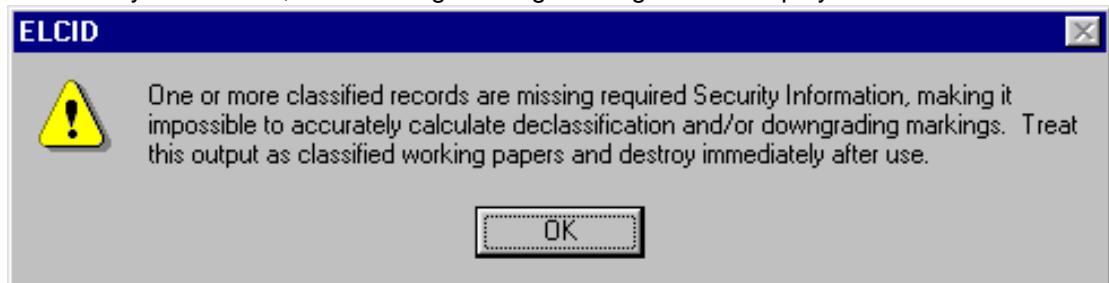 ELCID
One or more classified records are missing required Security Information, making it
impossible to accurately calculate declassification and/or downgrading markings.  Treat
this output as classified working papers and destroy immediately after use.
OK